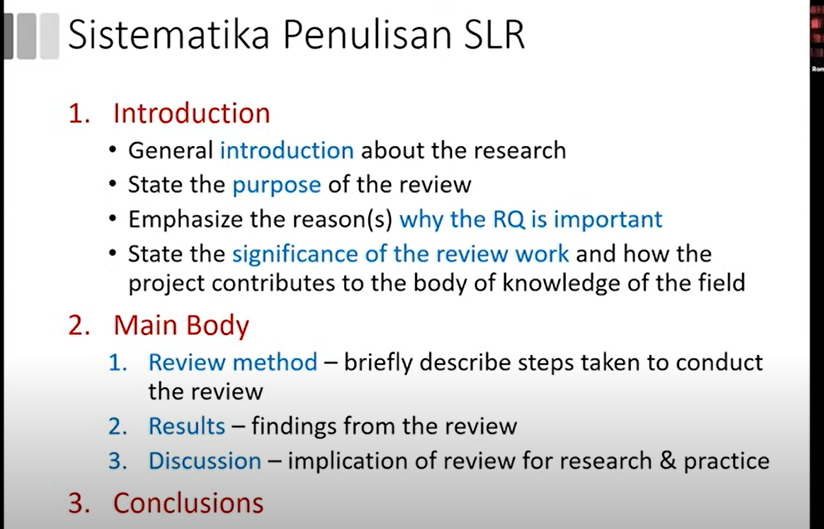 Sistematika Penulisan SLR
1. Introduction
• General introduction about the research
• State the purpose of the review
• Emphasize the reason(s) why the RQ is important
• State the significance of the review work and how the
project contributes to the body of knowledge of the field
2. Main Body
1. Review method – briefly describe steps taken to conduct
the review
2. Results – findings from the review
3. Discussion – implication of review for research & practice
3. Conclusions